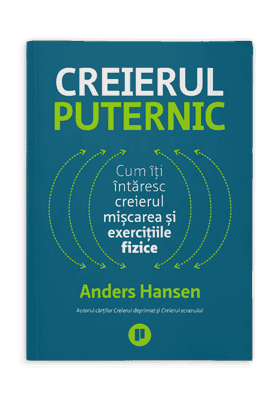 CREIERUL
PUTERNIC
Cum îți
întăresc
creierul
mișcarea și
exercițiile
fizice
Anders Hansen
Autorul cărților Creierul deprimat și Creierul ecranului